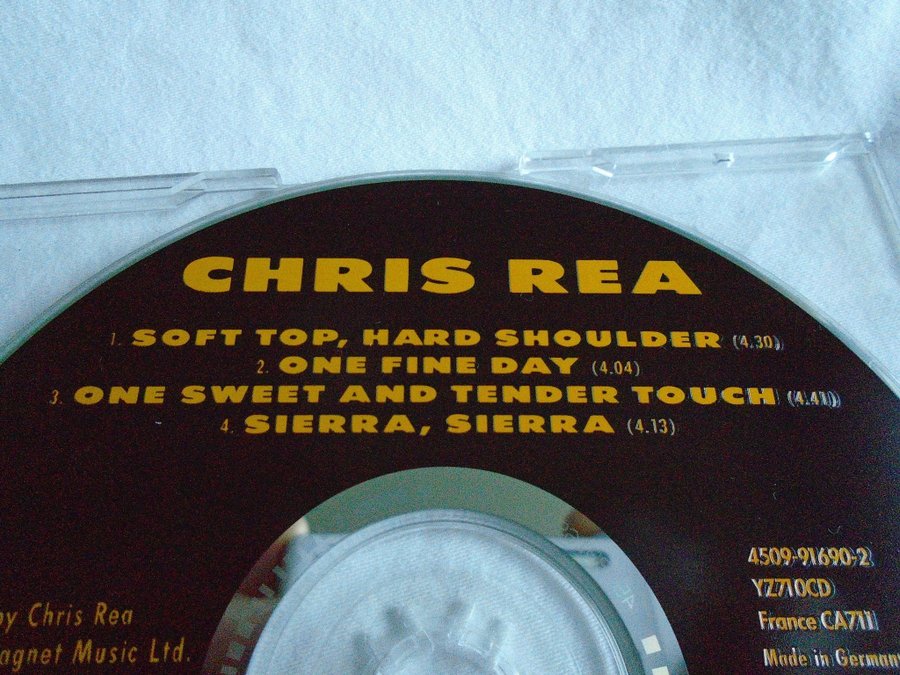 CHRIS REA
1. SOFT TOP, HARD SHOULDER (4.30)
2. ONE FINE DAY (4.04)
3. ONE SWEET AND TENDER TOUCH (4.41)
4. SIERRA, SIERRA (4.13)
4509-91690-2
YZ710CD
France CA711
Made in Germany
by Chris Rea
agnet Music Ltd.